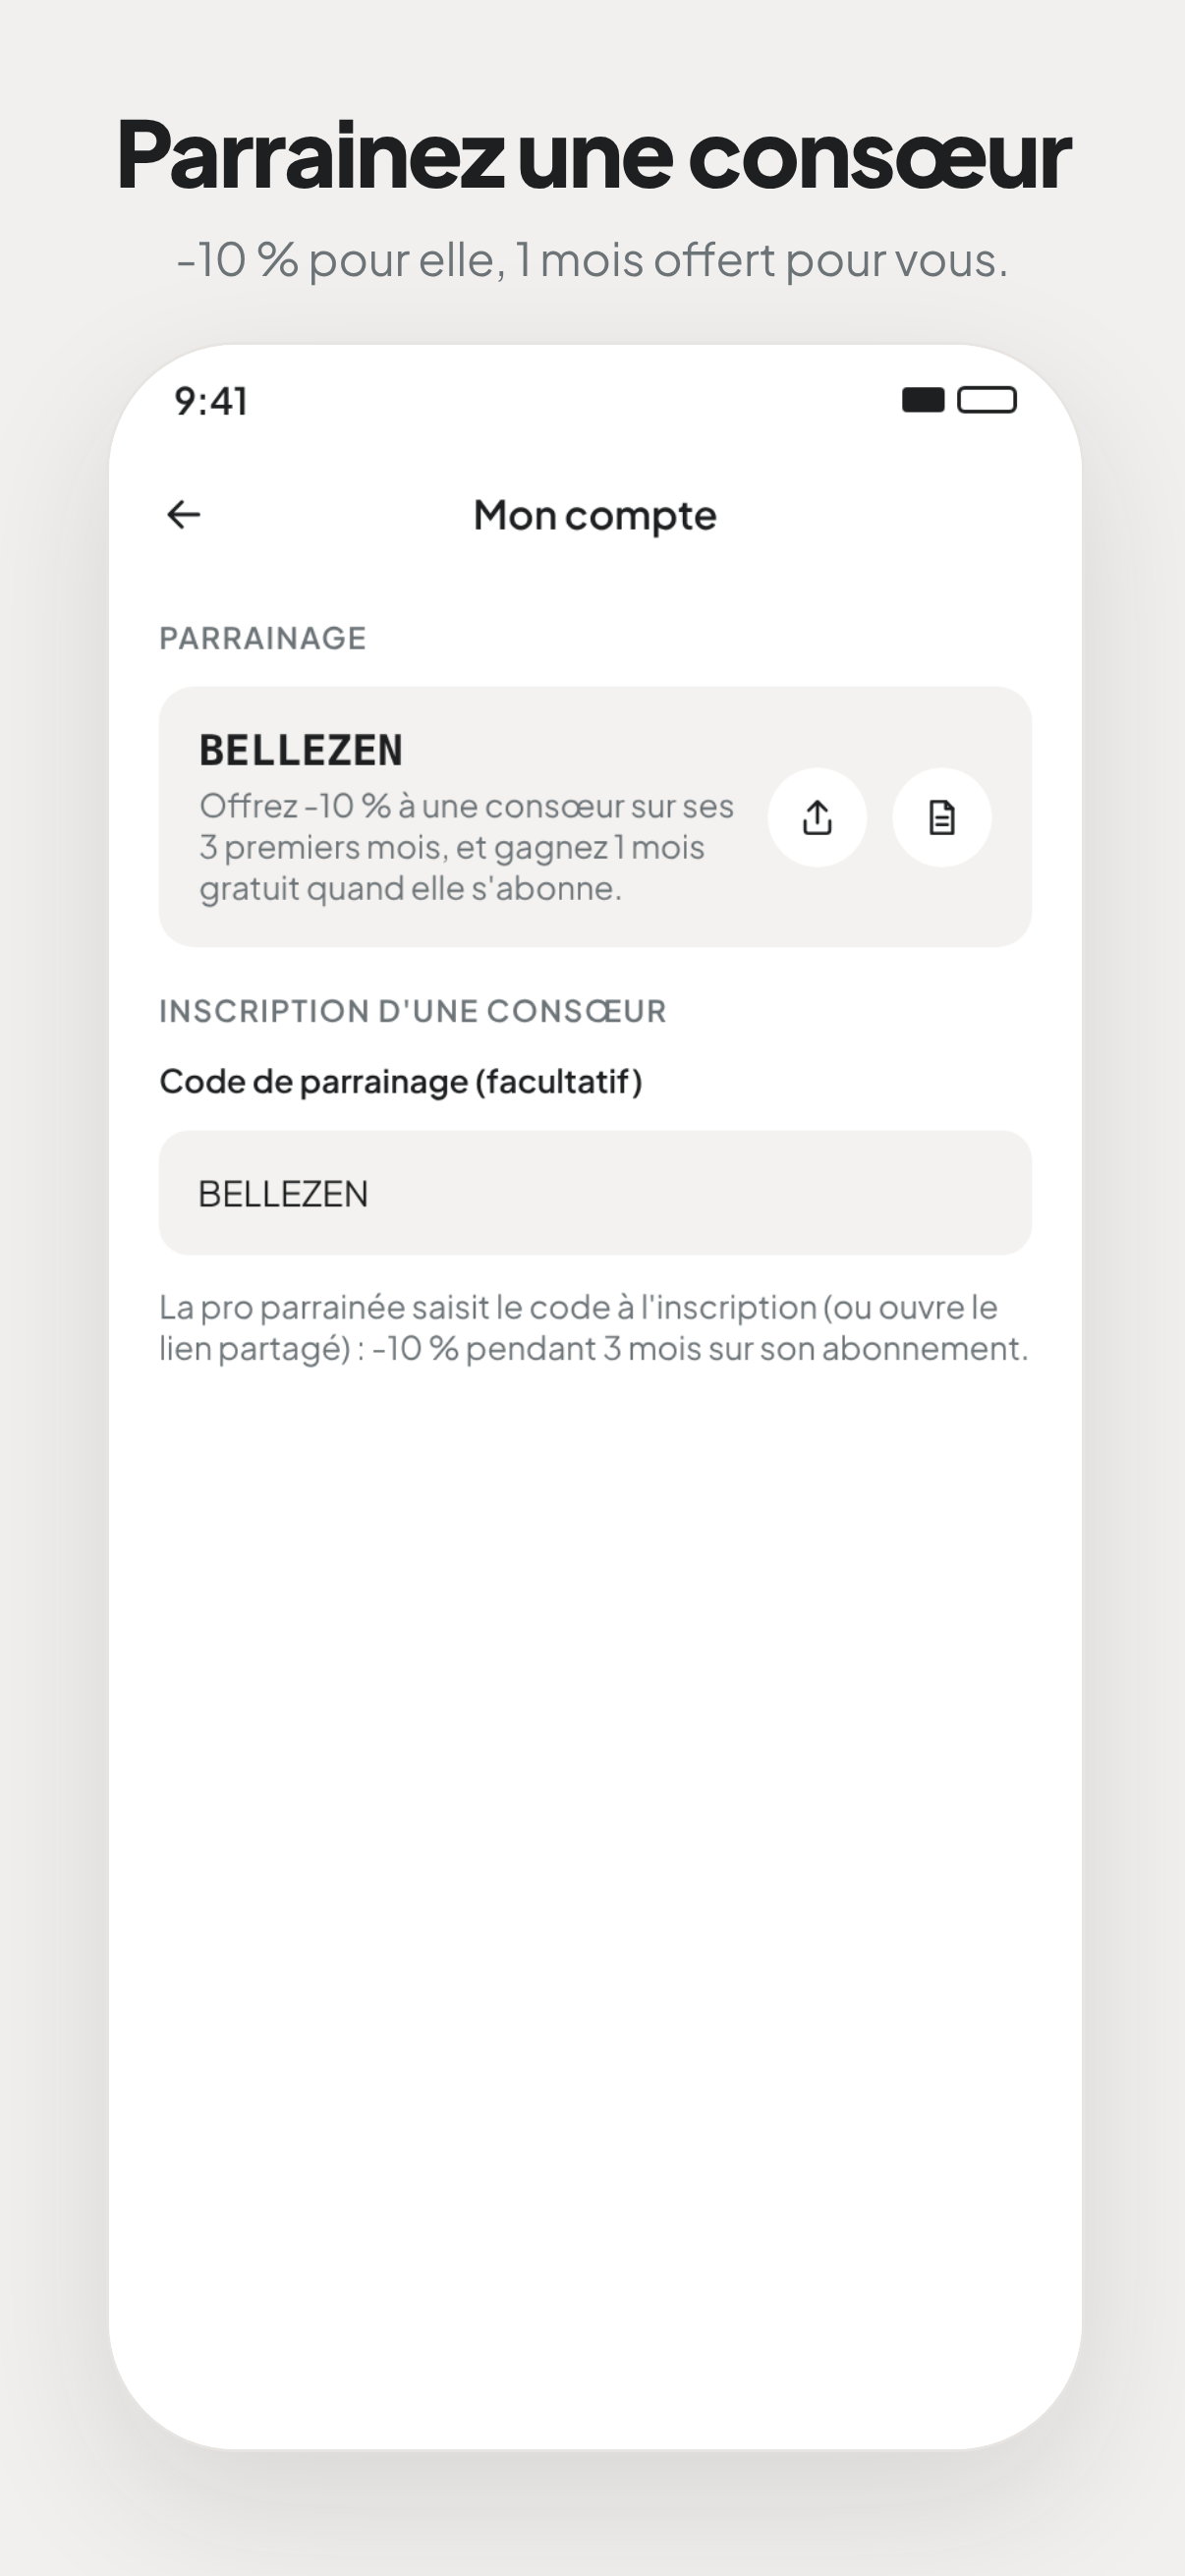 Parrainez une consœur
-10 % pour elle, 1 mois offert pour vous.
9:41
Mon compte
PARRAINAGE
BELLEZEN
Offrez -10 % à une consœur sur ses
3 premiers mois, et gagnez 1 mois
gratuit quand elle s'abonne.
INSCRIPTION D'UNE CONSŒUR
Code de parrainage (facultatif)
BELLEZEN
La pro parrainée saisit le code à l'inscription (ou ouvre le
lien partagé) : -10 % pendant 3 mois sur son abonnement.